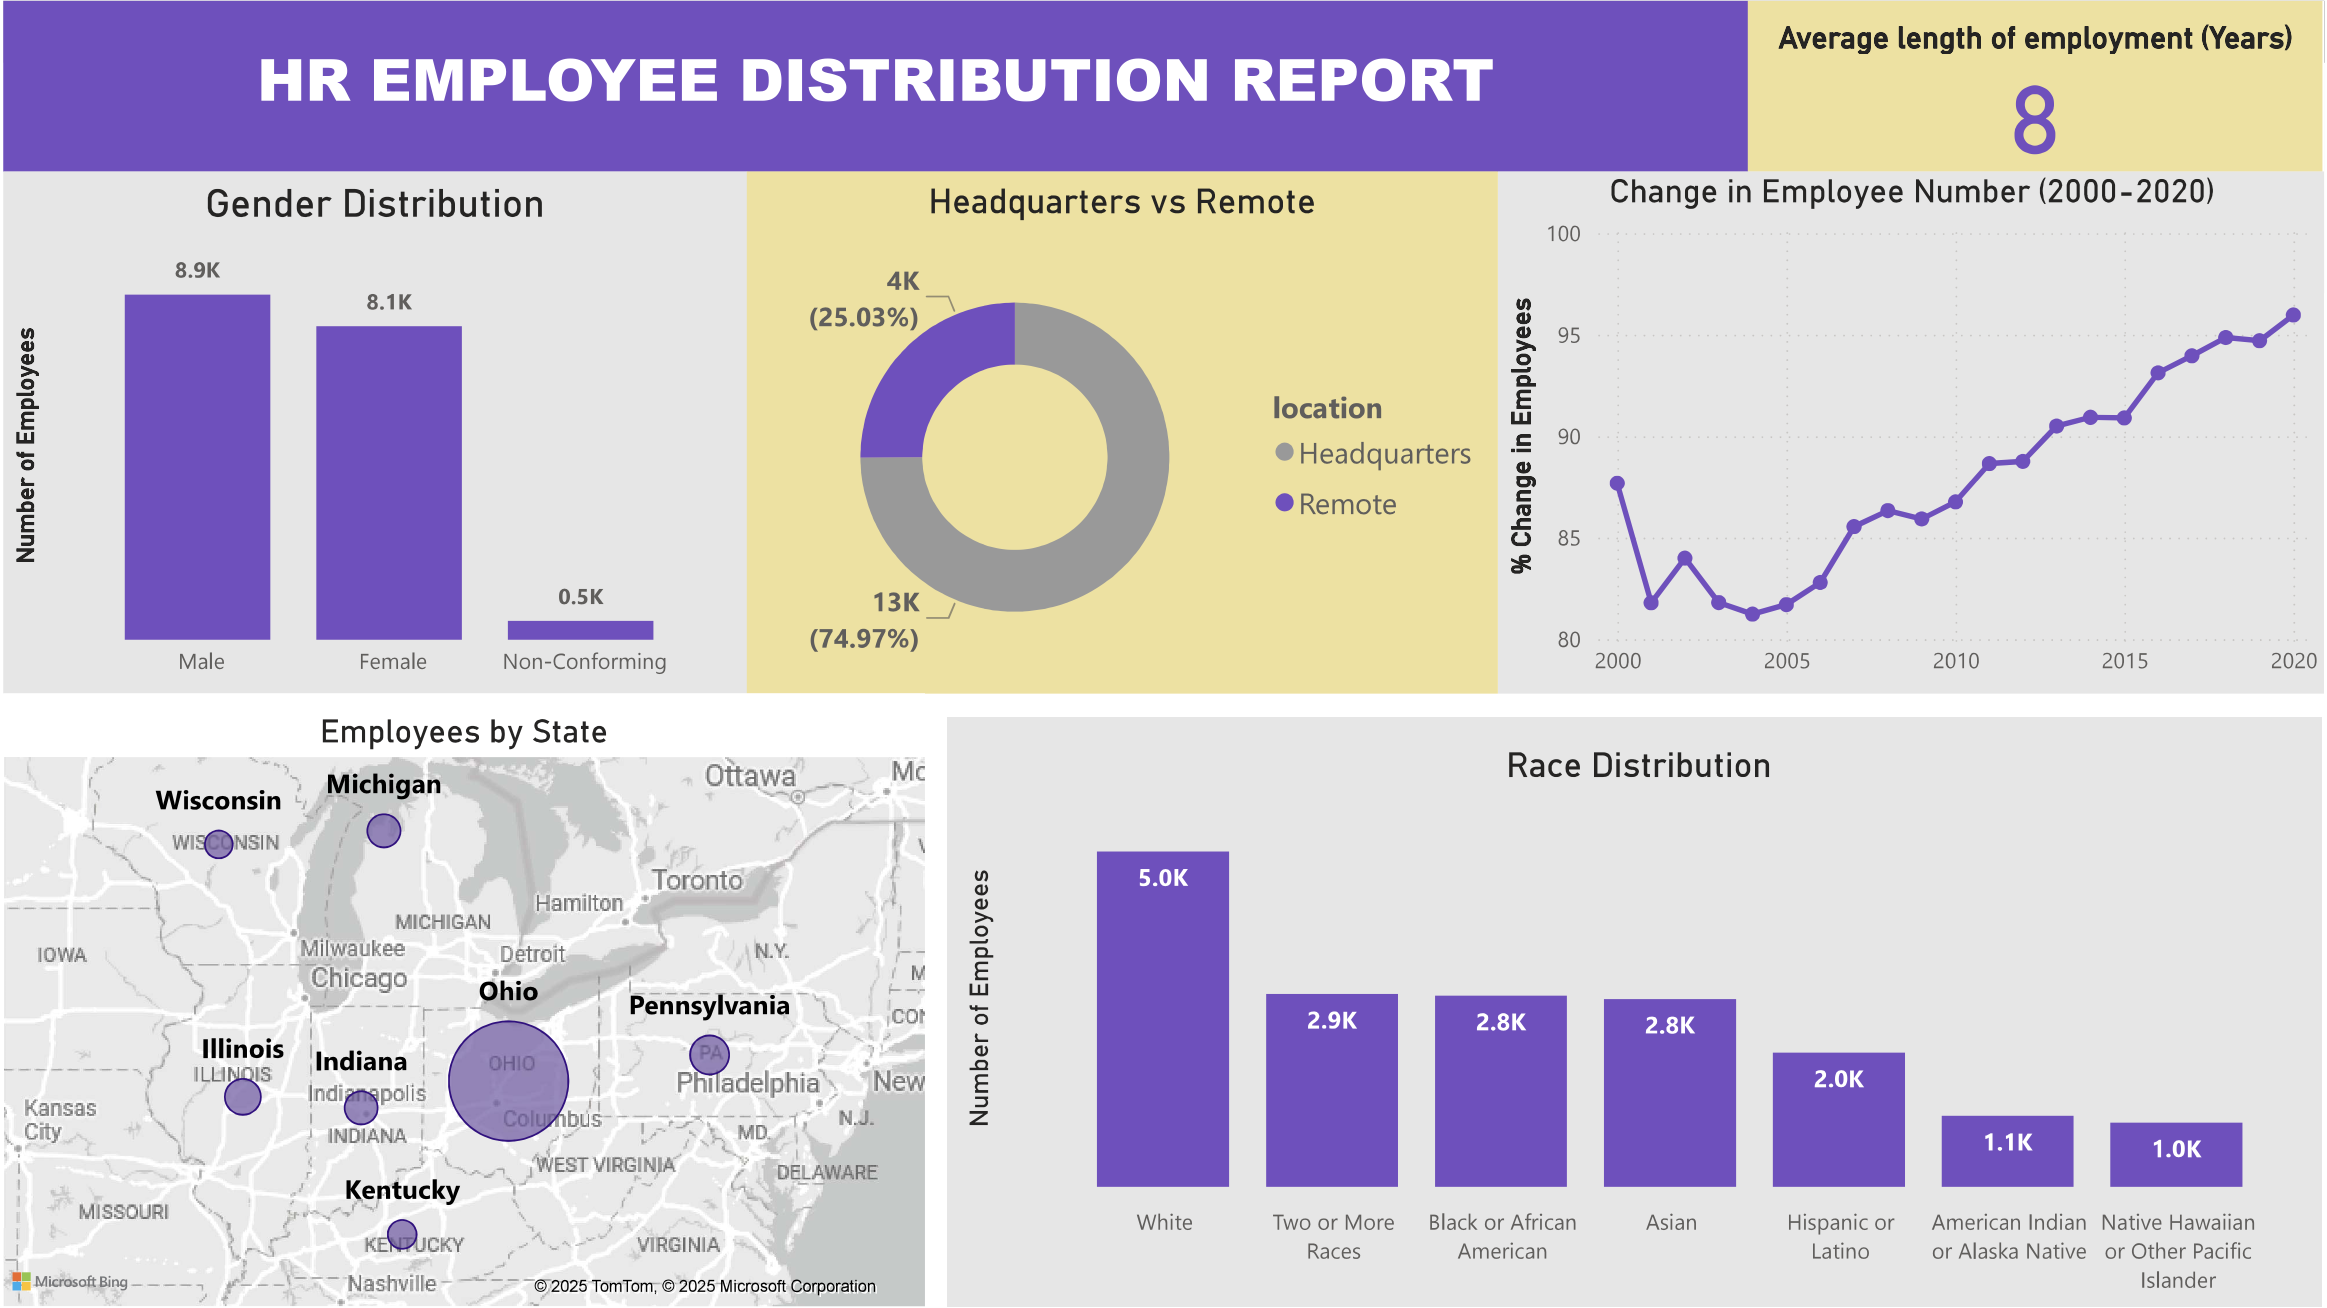 HR EMPLOYEE DISTRIBUTION REPORT
Average length of employment (Years)
8
Gender Distribution
Number of Employees
8.9K
8.1K
0.5K
Male
Female
Non-Conforming
Headquarters vs Remote
4K
(25.03%)
13K
(74.97%)
location
Headquarters
Remote
Change in Employee Number (2000-2020)
% Change in Employees
100
95
90
85
80
2000
2005
2010
2015
2020
Employees by State
Wisconsin
WISCONSIN
Michigan
Ottawa
Mo
Toronto
Hamilton
MICHIGAN
IOWA
Milwaukee
Chicago
Detroit
N.Y.
M
Ohio
OHIO
Pennsylvania
PA
CON
Illinois
ILLINOIS
Indiana
Indianapolis
INDIANA
Columbus
Philadelphia
New
Kansas
City
MD.
N.J.
WEST VIRGINIA
DELAWARE
Kentucky
KENTUCKY
MISSOURI
VIRGINIA
Nashville
Microsoft Bing
© 2025 TomTom, © 2025 Microsoft Corporation
Race Distribution
Number of Employees
5.0K
2.9K
2.8K
2.8K
2.0K
1.1K
1.0K
White
Two or More
Races
Black or African
American
Asian
Hispanic or
Latino
American Indian
or Alaska Native
Native Hawaiian
or Other Pacific
Islander